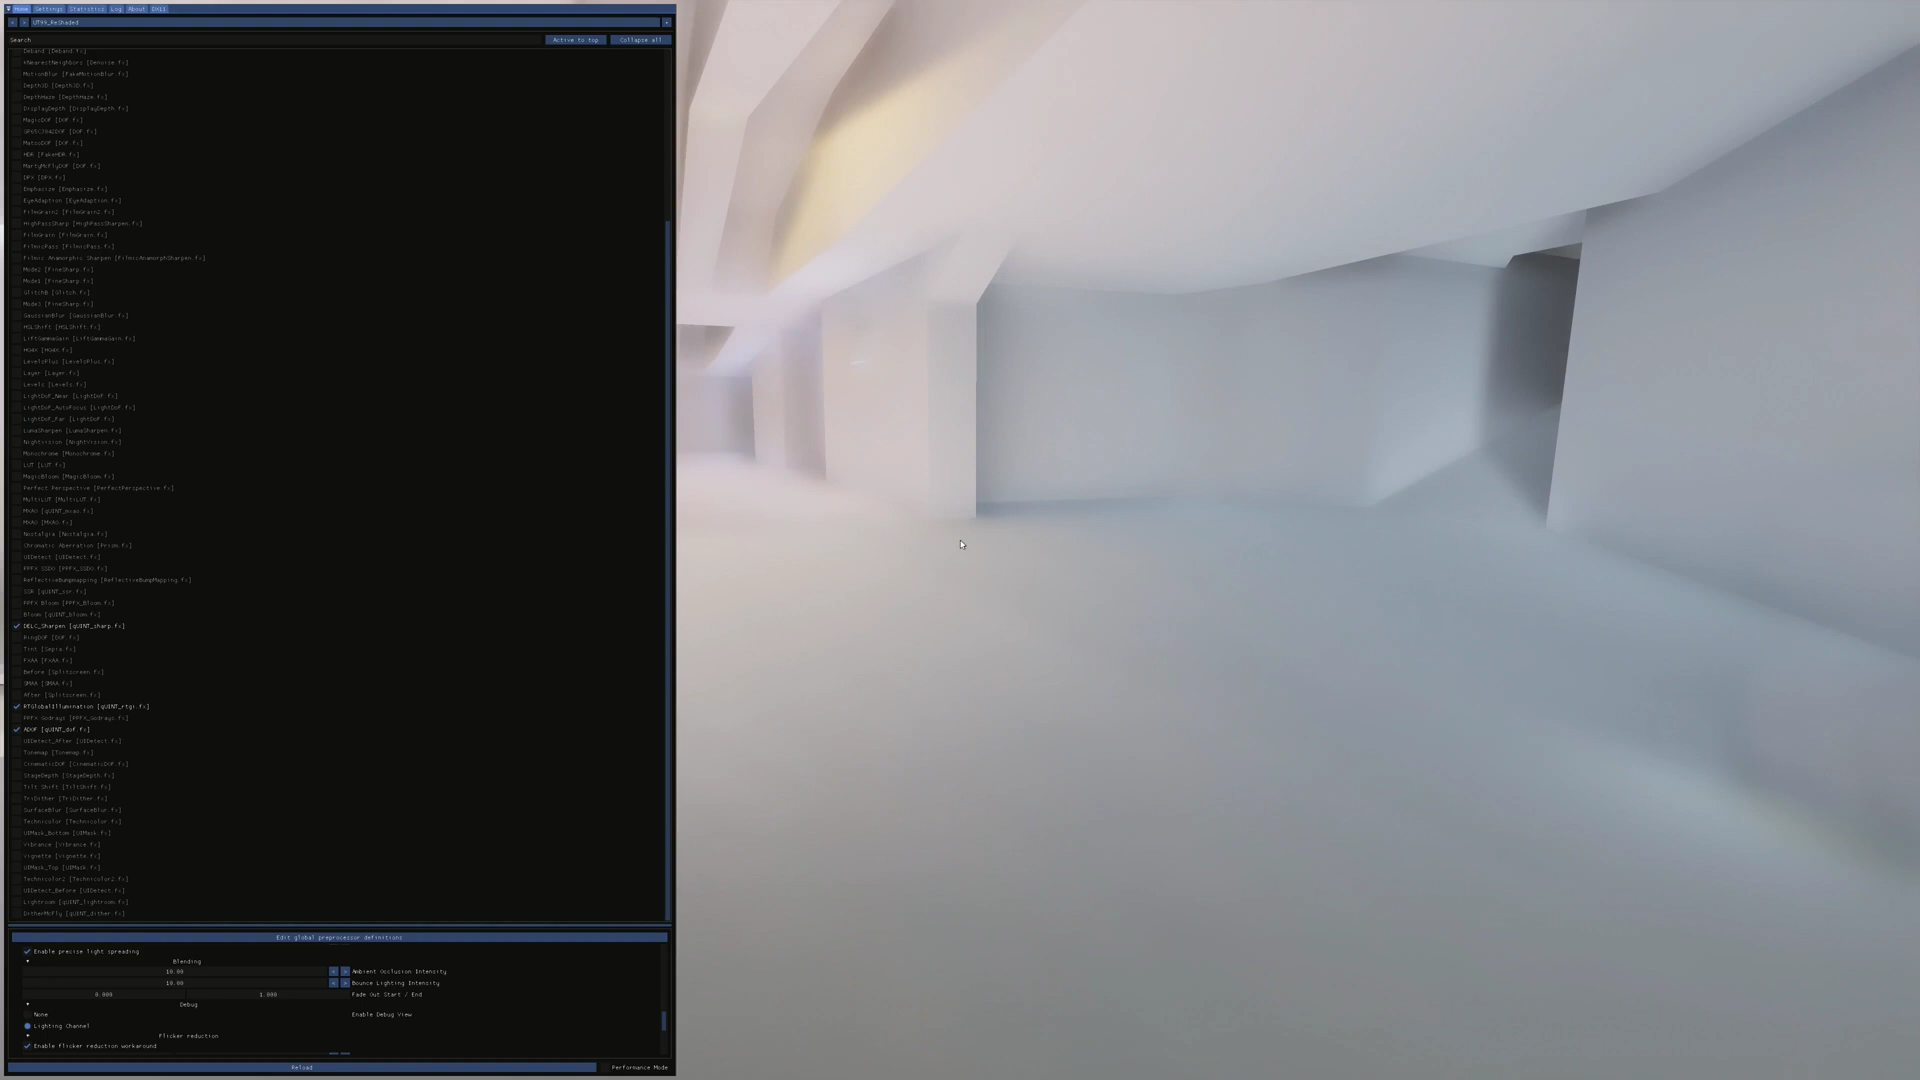 Home Settings Statistics Log About DX11
UT99_ReShaded
Search
Active to top Collapse all
Deband [Deband.fx]
KNearestNeighbors [Denoise.fx]
MotionBlur [FakeMotionBlur.fx]
Depth3D [Depth3D.fx]
DepthHaze [DepthHaze.fx]
DisplayDepth [DisplayDepth.fx]
MagicDOF [DOF.fx]
GP65CJ042DOF [DOF.fx]
MatsoDOF [DOF.fx]
HDR [FakeHDR.fx]
MartyMcFlyDOF [DOF.fx]
DPX [DPX.fx]
Emphasize [Emphasize.fx]
EyeAdaption [EyeAdaption.fx]
FilmGrain2 [FilmGrain2.fx]
HighPassSharp [HighPassSharpen.fx]
FilmGrain [FilmGrain.fx]
FilmicPass [FilmicPass.fx]
Filmic Anamorphic Sharpen [FilmicAnamorphSharpen.fx]
Mode2 [FineSharp.fx]
Mode1 [FineSharp.fx]
GlitchB [Glitch.fx]
Mode3 [FineSharp.fx]
GaussianBlur [GaussianBlur.fx]
HSLShift [HSLShift.fx]
LiftGammaGain [LiftGammaGain.fx]
HQ4X [HQ4X.fx]
LevelsPlus [LevelsPlus.fx]
Layer [Layer.fx]
Levels [Levels.fx]
LightDoF_Near [LightDoF.fx]
LightDoF_AutoFocus [LightDoF.fx]
LightDoF_Far [LightDoF.fx]
LumaSharpen [LumaSharpen.fx]
Nightvision [NightVision.fx]
Monochrome [Monochrome.fx]
LUT [LUT.fx]
MagicBloom [MagicBloom.fx]
Perfect Perspective [PerfectPerspective.fx]
MultiLUT [MultiLUT.fx]
MXAO [qUINT_mxao.fx]
MXAO [MXAO.fx]
Nostalgia [Nostalgia.fx]
Chromatic Aberration [Prism.fx]
UIDetect [UIDetect.fx]
PPFX SSDO [PPFX_SSDO.fx]
ReflectiveBumpmapping [ReflectiveBumpMapping.fx]
SSR [qUINT_ssr.fx]
PPFX Bloom [PPFX_Bloom.fx]
Bloom [qUINT_bloom.fx]
DELC_Sharpen [qUINT_sharp.fx]
RingDOF [DOF.fx]
Tint [Sepia.fx]
FXAA [FXAA.fx]
Before [Splitscreen.fx]
SMAA [SMAA.fx]
After [Splitscreen.fx]
RTGlobalIllumination [qUINT_rtgi.fx]
PPFX Godrays [PPFX_Godrays.fx]
ADOF [qUINT_dof.fx]
UIDetect_After [UIDetect.fx]
Tonemap [Tonemap.fx]
CinematicDOF [CinematicDOF.fx]
StageDepth [StageDepth.fx]
Tilt Shift [TiltShift.fx]
TriDither [TriDither.fx]
SurfaceBlur [SurfaceBlur.fx]
Technicolor [Technicolor.fx]
UIMask_Bottom [UIMask.fx]
Vibrance [Vibrance.fx]
Vignette [Vignette.fx]
UIMask_Top [UIMask.fx]
Technicolor2 [Technicolor2.fx]
UIDetect_Before [UIDetect.fx]
Lightroom [qUINT_lightroom.fx]
DitherMcFly [qUINT_dither.fx]
Edit global preprocessor definitions
Enable precise light spreading
Blending
10.00 < > Ambient Occlusion Intensity
10.00 < > Bounce Lighting Intensity
0.000 1.000 Fade Out Start / End
Debug
None Enable Debug View
Lighting Channel
Flicker reduction
Enable flicker reduction workaround
Reload Performance Mode